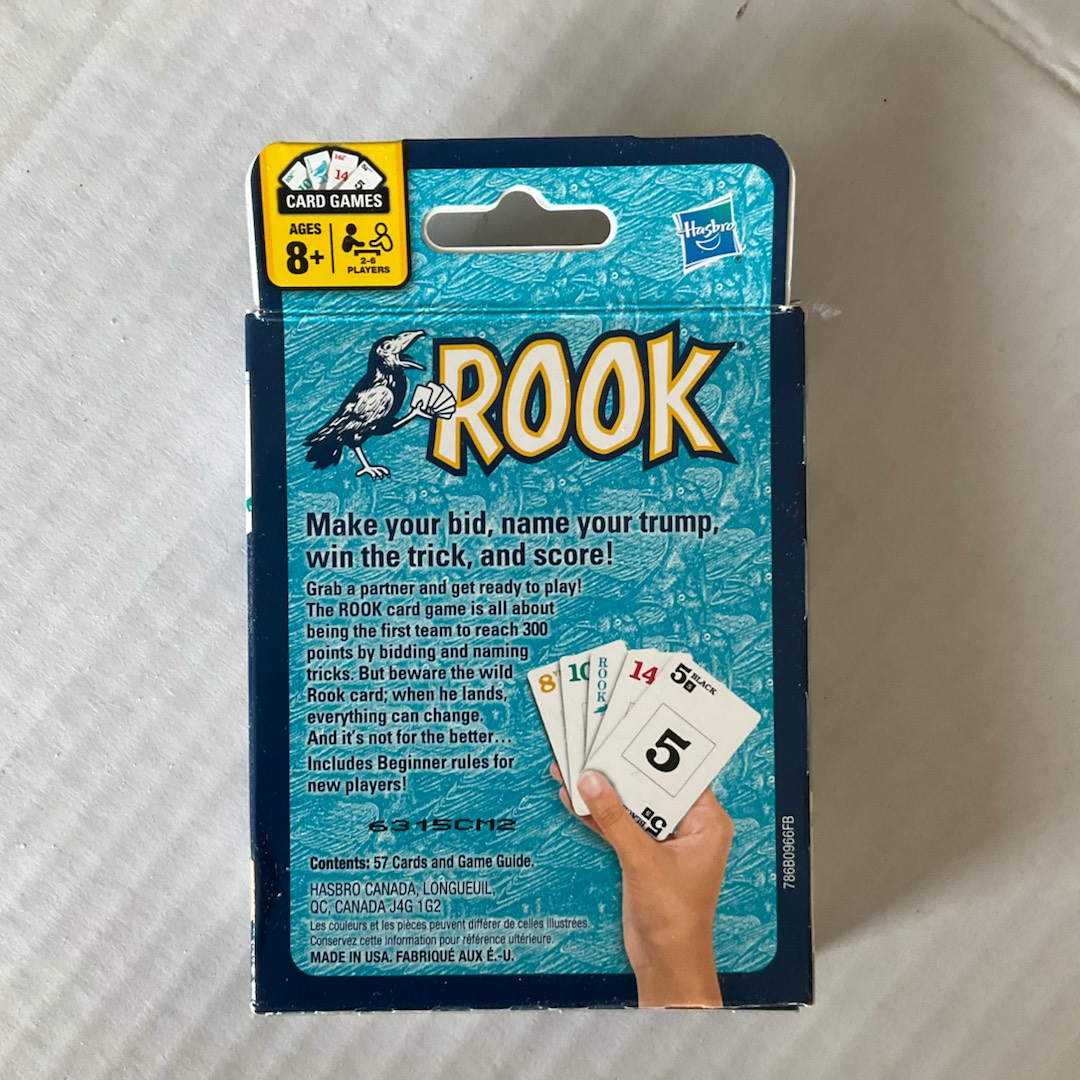 CARD GAMES
AGES
8+
2-6
PLAYERS
Hasbro
ROOK
Make your bid, name your trump,
win the trick, and score!
Grab a partner and get ready to play!
The ROOK card game is all about
being the first team to reach 300
points by bidding and naming
tricks. But beware the wild
Rook card; when he lands,
everything can change.
And it's not for the better...
Includes Beginner rules for
new players!
8
10
ROOK
14
5 BLACK
5
5
6315CM2
Contents: 57 Cards and Game Guide.
HASBRO CANADA, LONGUEUIL,
QC, CANADA J4G 1G2
Les couleurs et les pièces peuvent différer de celles illustrées.
Conservez cette information pour référence ultérieure.
MADE IN USA. FABRIQUÉ AUX É.-U.
786B0966FB